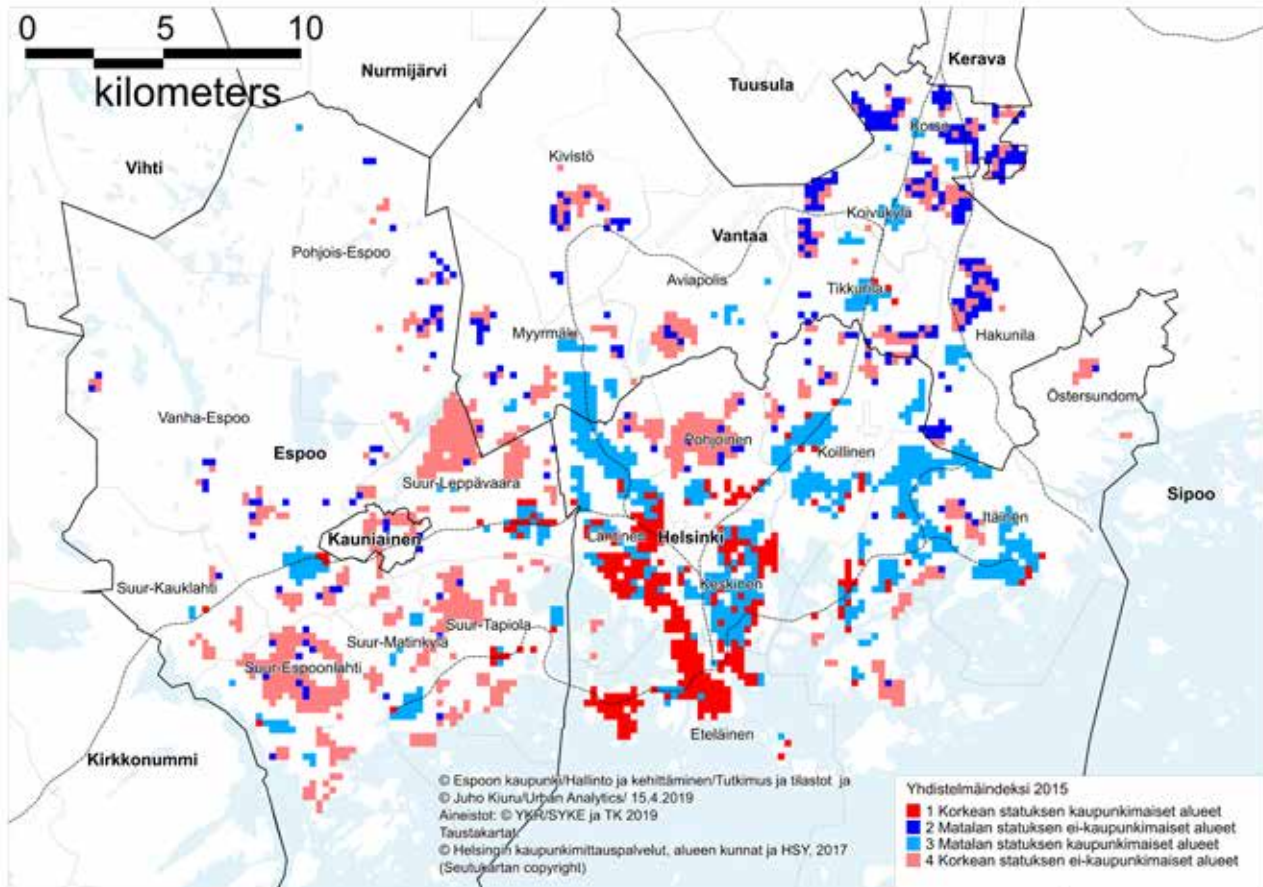 0 5 10
kilometers
Nurmijärvi
Kerava
Tuusula
Korso
Vihti
Kivistö
Koivukylä
Vantaa
Pohjois-Espoo
Aviapolis
Tikkurila
Myyrmäki
Hakunila
Östersundom
Vanha-Espoo
Espoo
Pohjoinen
Koillinen
Suur-Leppävaara
Sipoo
Itäinen
Kauniainen
Läntinen
Helsinki
Suur-Kauklahti
Keskinen
Suur-Matinkylä
Suur-Tapiola
Suur-Espoonlahti
Eteläinen
Kirkkonummi
© Espoon kaupunki/Hallinto ja kehittäminen/Tutkimus ja tilastot ja
© Juho Kiuru/Urban Analytics/ 15.4.2019
Aineistot: © YKR/SYKE ja TK 2019
Taustakartat:
© Helsingin kaupunkimittauspalvelut, alueen kunnat ja HSY, 2017
(Seutukartan copyright)
Yhdistelmäindeksi 2015
1 Korkean statuksen kaupunkimaiset alueet
2 Matalan statuksen ei-kaupunkimaiset alueet
3 Matalan statuksen kaupunkimaiset alueet
4 Korkean statuksen ei-kaupunkimaiset alueet